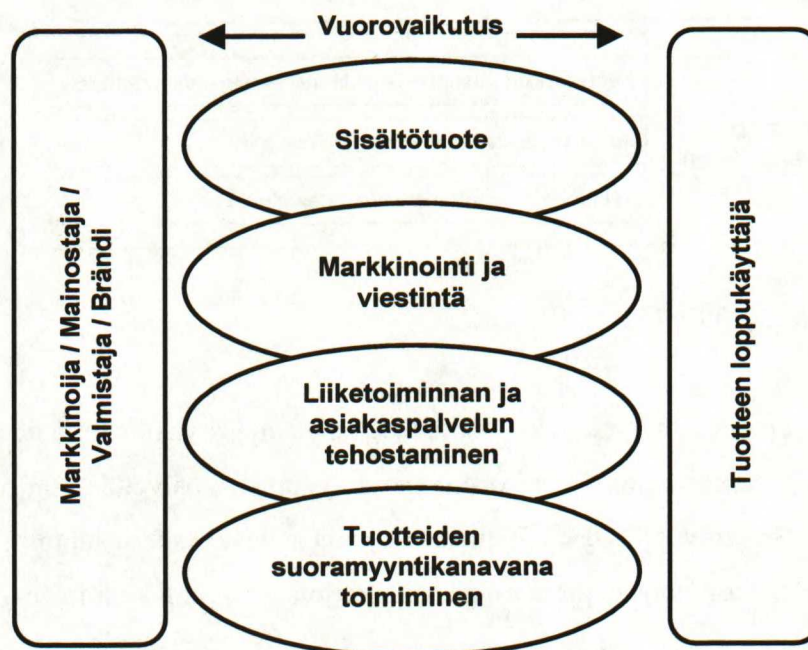 Vuorovaikutus
Markkinoija / Mainostaja /
Valmistaja / Brändi
Sisältötuote
Markkinointi ja
viestintä
Liiketoiminnan ja
asiakaspalvelun
tehostaminen
Tuotteiden
suoramyyntikanavana
toimiminen
Tuotteen loppukäyttäjä